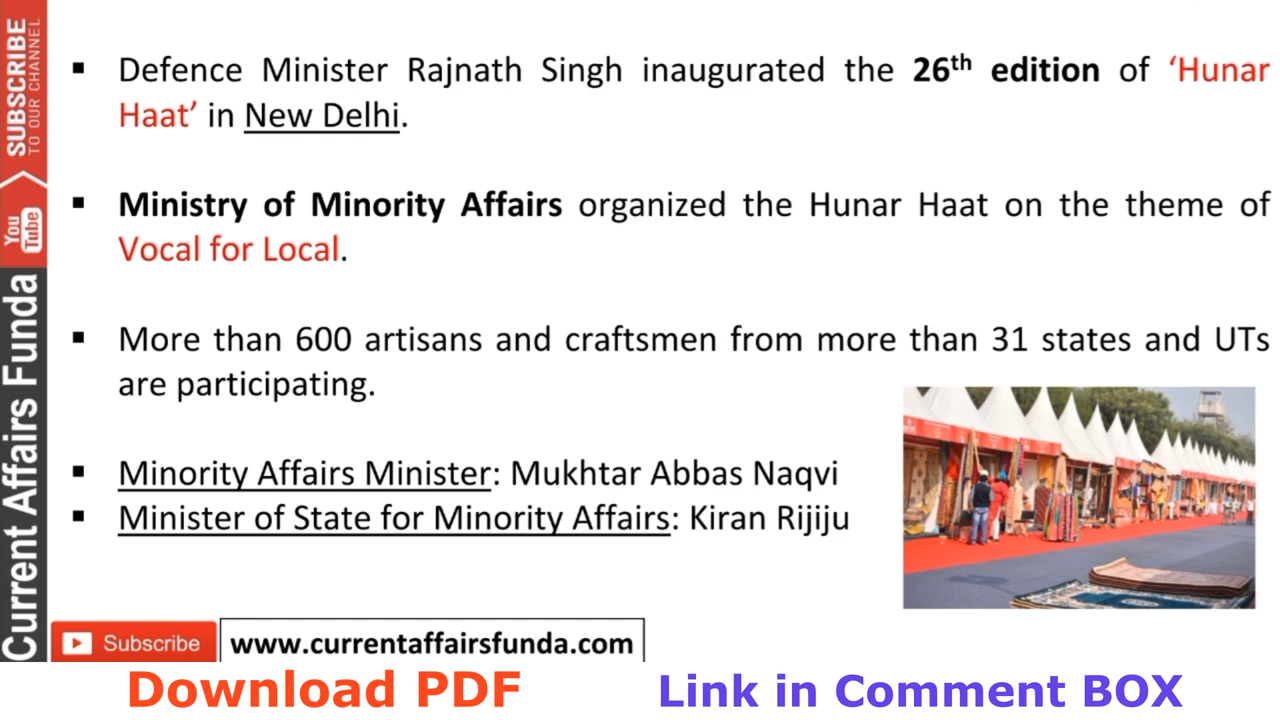 SUBSCRIBE
TO OUR CHANNEL
You
Tube
Current Affairs Funda
▪ Defence Minister Rajnath Singh inaugurated the 26th edition of ‘Hunar
Haat’ in New Delhi.
▪ Ministry of Minority Affairs organized the Hunar Haat on the theme of
Vocal for Local.
▪ More than 600 artisans and craftsmen from more than 31 states and UTs
are participating.
▪ Minority Affairs Minister: Mukhtar Abbas Naqvi
▪ Minister of State for Minority Affairs: Kiran Rijiju
Subscribe
www.currentaffairsfunda.com
Download PDF
Link in Comment BOX